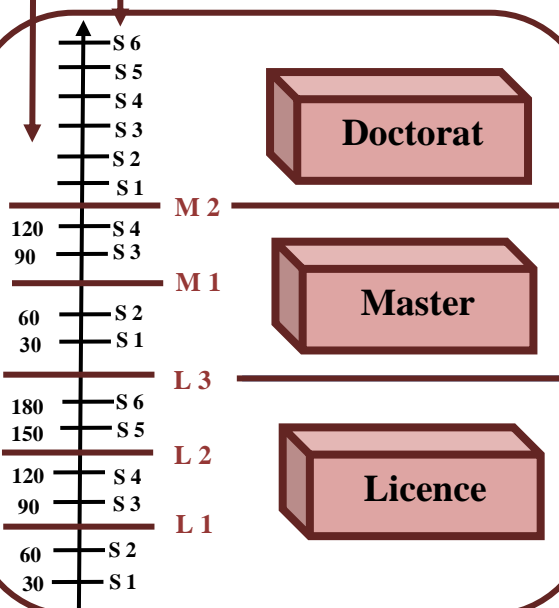 S 6
S 5
S 4
S 3
Doctorat
S 2
S 1
M 2
120 S 4
90 S 3
M 1
Master
60 S 2
30 S 1
L 3
180 S 6
150 S 5
L 2
120 S 4
Licence
90 S 3
L 1
60 S 2
30 S 1